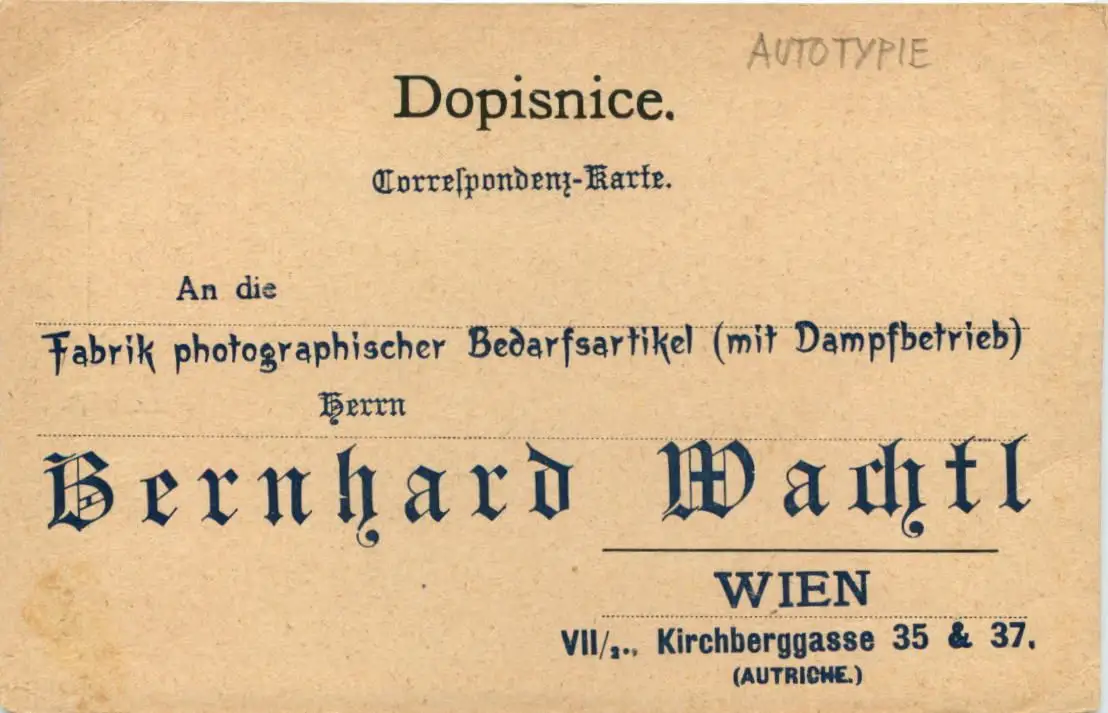 AUTOTYPIE
Dopisnice.
Correſpondenz-Karte.
An die
Fabrik photographischer Bedarfsartikel (mit Dampfbetrieb)
Herrn
Bernhard Wachtl
WIEN
VII/2., Kirchberggasse 35 & 37.
(AUTRICHE.)